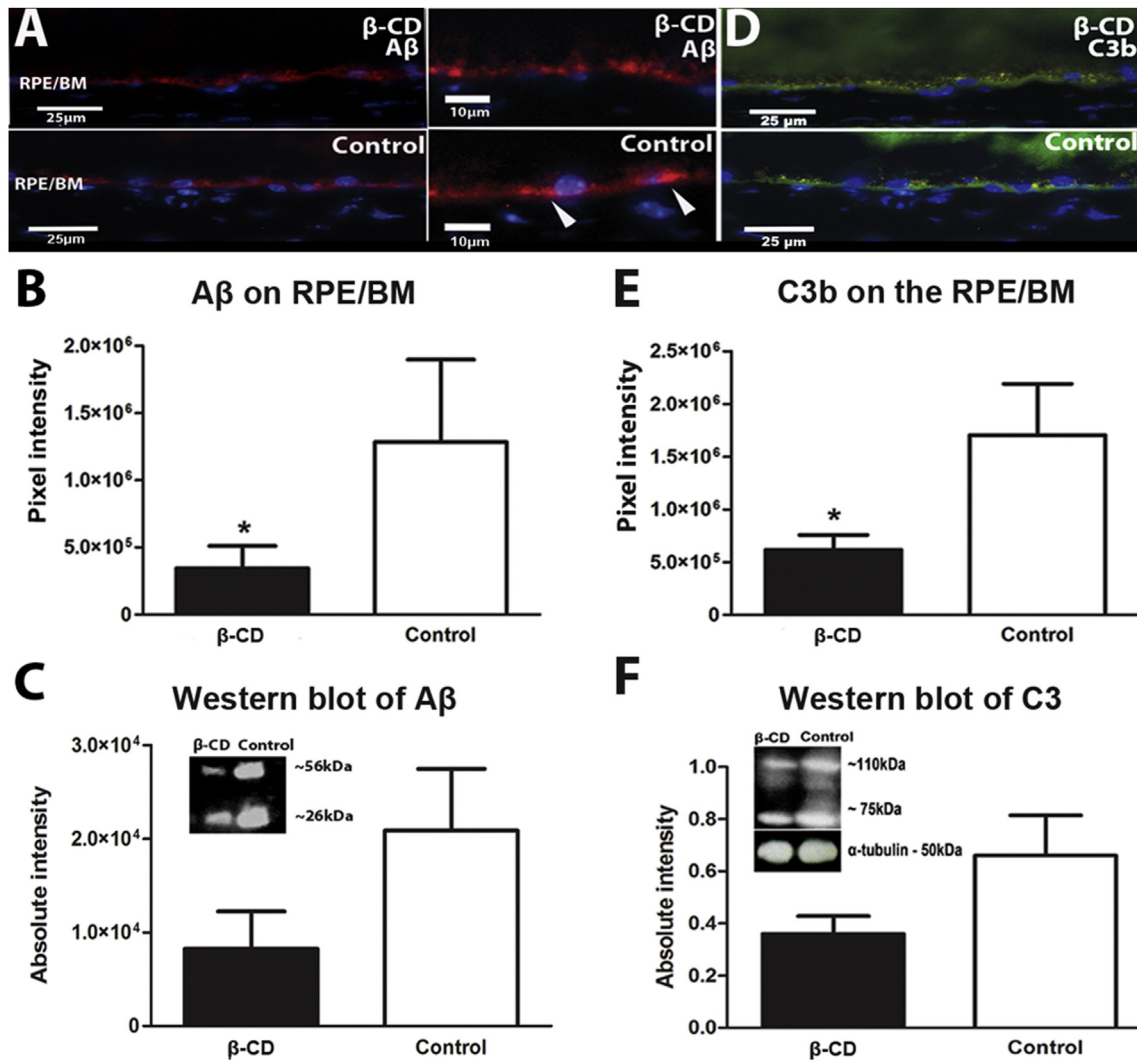 A
β-CD
Aβ
RPE/BM
25μm
β-CD
Aβ
10μm
D
β-CD
C3b
25 μm
Control
RPE/BM
25μm
Control
10μm
Control
25 μm
B
Aβ on RPE/BM
Pixel intensity
2.0×10⁶
1.5×10⁶
1.0×10⁶
5.0×10⁵
0
*
β-CD
Control
E
C3b on the RPE/BM
Pixel intensity
2.5×10⁶
2.0×10⁶
1.5×10⁶
1.0×10⁶
5.0×10⁵
0
*
β-CD
Control
C
Western blot of Aβ
Absolute intensity
3.0×10⁴
2.0×10⁴
1.0×10⁴
0
β-CD Control
~56kDa
~26kDa
β-CD
Control
F
Western blot of C3
Absolute intensity
1.0
0.8
0.6
0.4
0.2
0.0
β-CD Control
~110kDa
~ 75kDa
α-tubulin - 50kDa
β-CD
Control